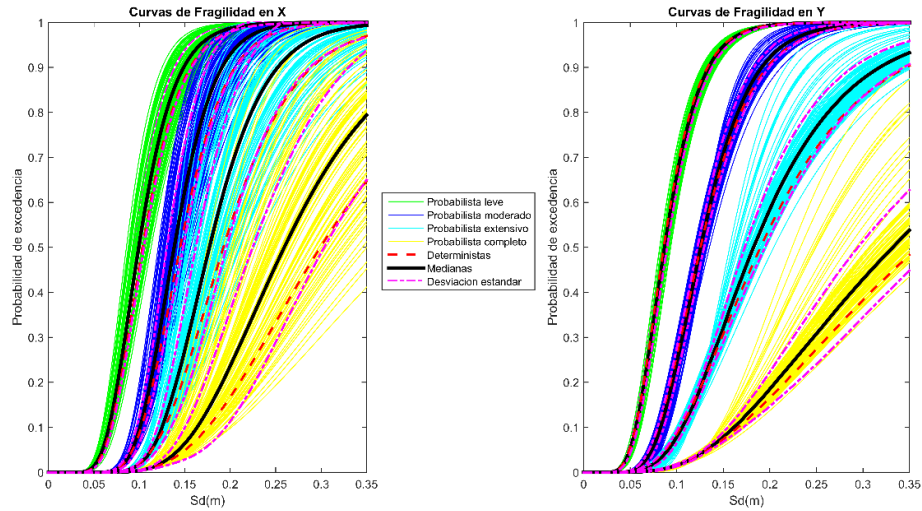 Curvas de Fragilidad en X
Probabilidad de excedencia
1
0.9
0.8
0.7
0.6
0.5
0.4
0.3
0.2
0.1
0
0 0.05 0.1 0.15 0.2 0.25 0.3 0.35
Sd(m)
Probabilista leve
Probabilista moderado
Probabilista extensivo
Probabilista completo
Deterministas
Medianas
Desviacion estandar
Curvas de Fragilidad en Y
Probabilidad de excedencia
1
0.9
0.8
0.7
0.6
0.5
0.4
0.3
0.2
0.1
0
0 0.05 0.1 0.15 0.2 0.25 0.3 0.35
Sd(m)